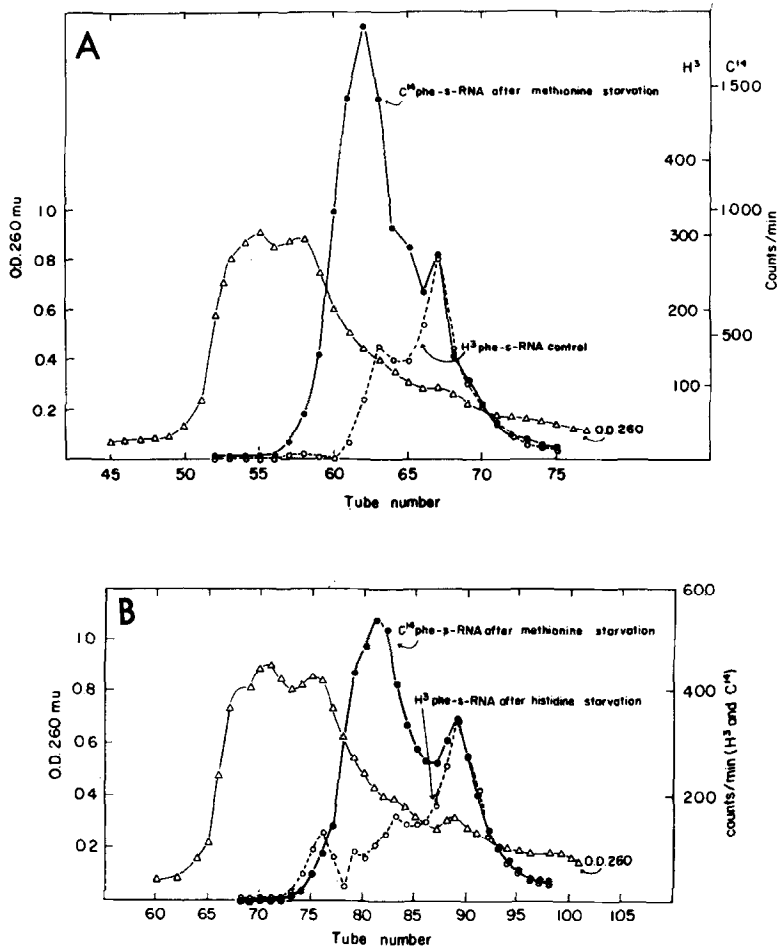 A
H³ C¹⁴
C¹⁴phe-s-RNA after methionine starvation
1500
400
1000
300
200
500
100
Counts/min
O.D. 260 mu
1 0
0.8
0.6
0.4
0.2
H³phe-s-RNA control
O.D 260
45 50 55 60 65 70 75
Tube number
B
600
C¹⁴phe-s-RNA after methionine starvation
H³phe-s-RNA after histidine starvation
400
200
counts/min (H³ and C¹⁴)
O.D. 260 mu
1 0
0.8
0 6
0 4
0 2
O.D.260
60 65 70 75 80 85 90 95 100 105
Tube number